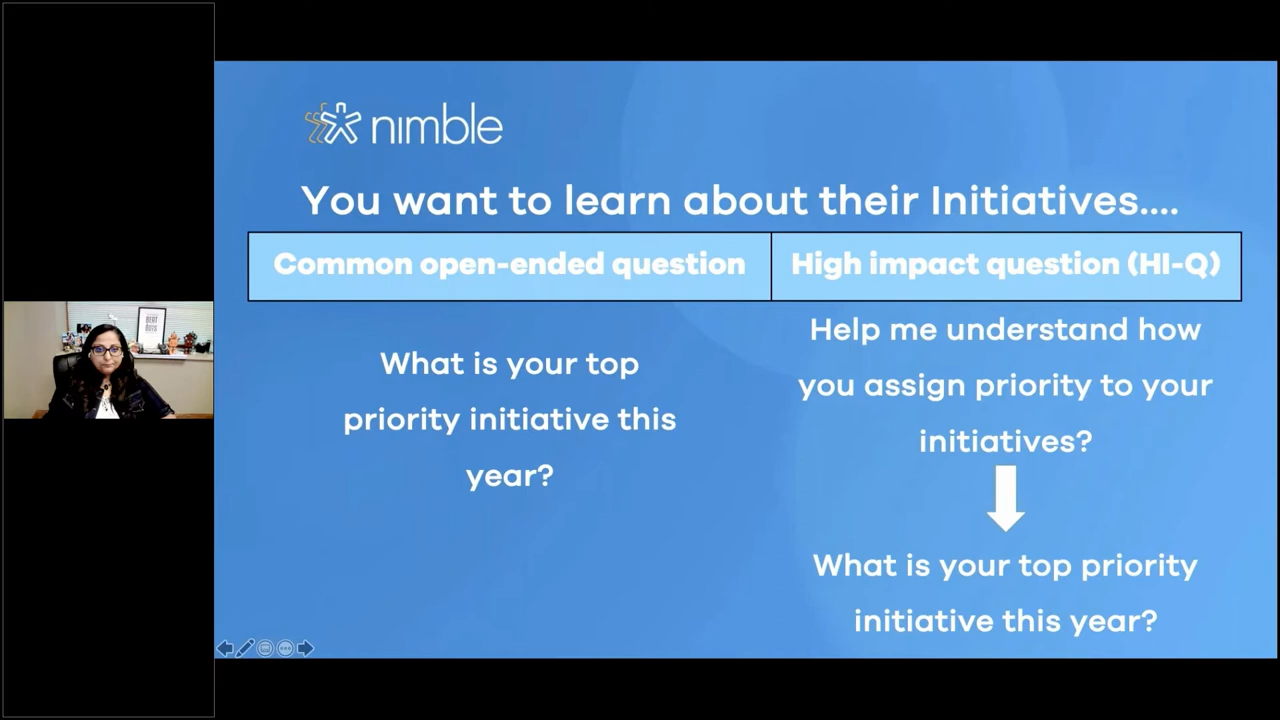 nimble
You want to learn about their Initiatives....
Common open-ended question
High impact question (HI-Q)
What is your top
priority initiative this
year?
Help me understand how
you assign priority to your
initiatives?
What is your top priority
initiative this year?